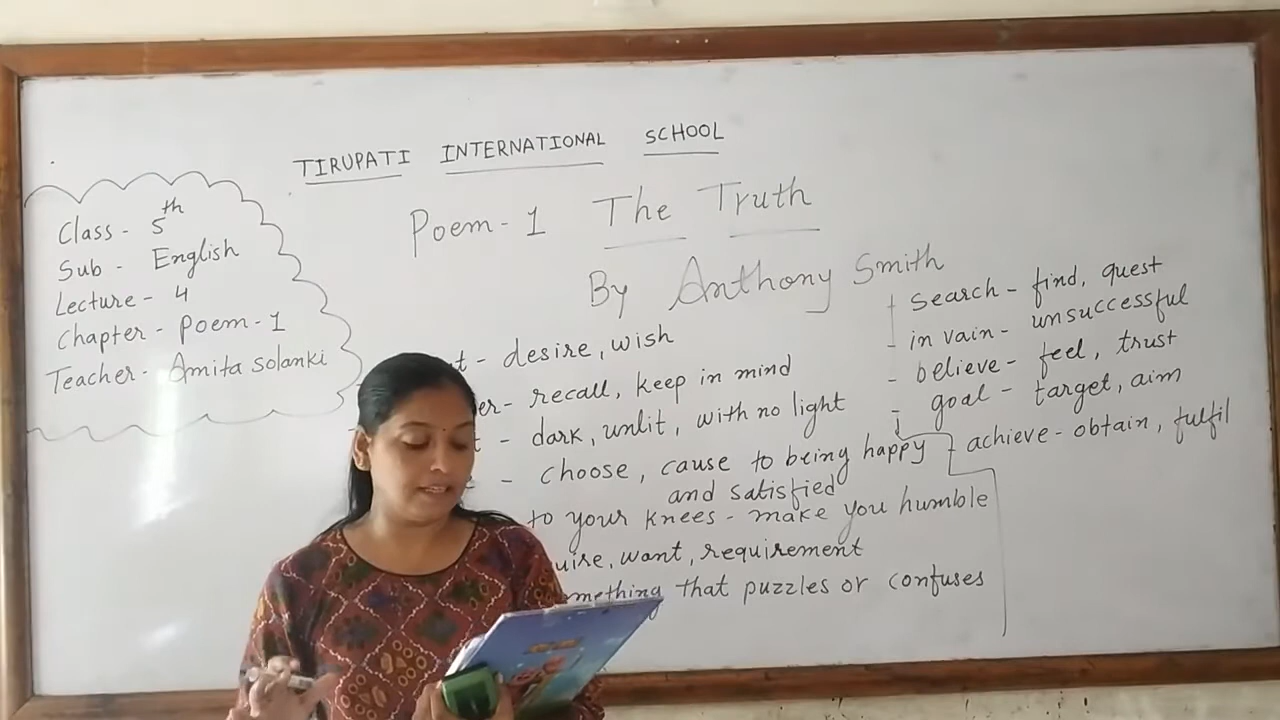 TIRUPATI INTERNATIONAL SCHOOL
Class - 5th
Sub - English
Lecture - 4
Chapter - Poem - 1
Teacher - Amita Solanki
Poem - 1 The Truth
By Anthony Smith
- desire, wish
- recall, keep in mind
- dark, unlit, with no light
- choose, cause to being happy
and satisfied
to your knees - make you humble
want, requirement
that puzzles or confuses
search - find, quest
- in vain - unsuccessful
- believe - feel, trust
- goal - target, aim
achieve - obtain, fulfil